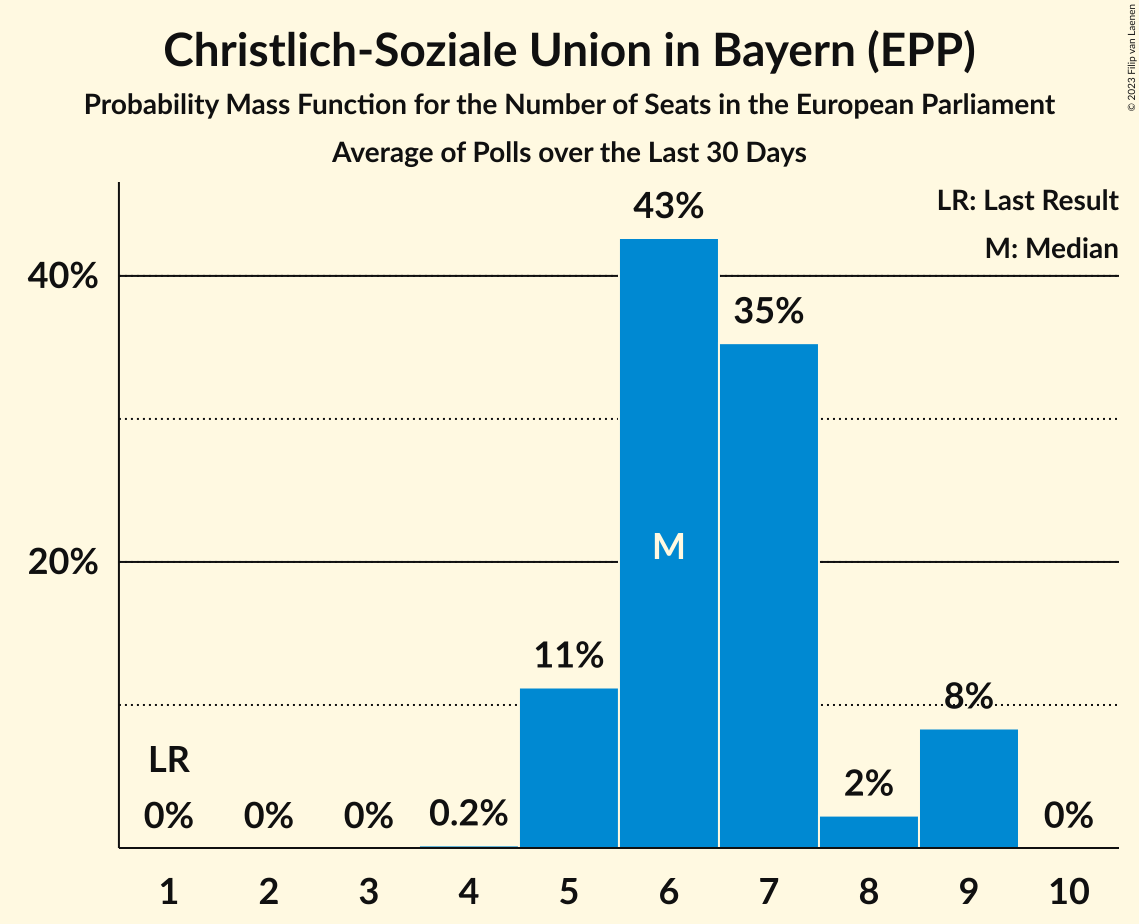 Christlich-Soziale Union in Bayern (EPP)
Probability Mass Function for the Number of Seats in the European Parliament
Average of Polls over the Last 30 Days
© 2023 Filip van Laenen
LR: Last Result
M: Median
43%
40%
35%
M
20%
11%
8%
LR
2%
0% 0% 0% 0.2% 0%
1 2 3 4 5 6 7 8 9 10